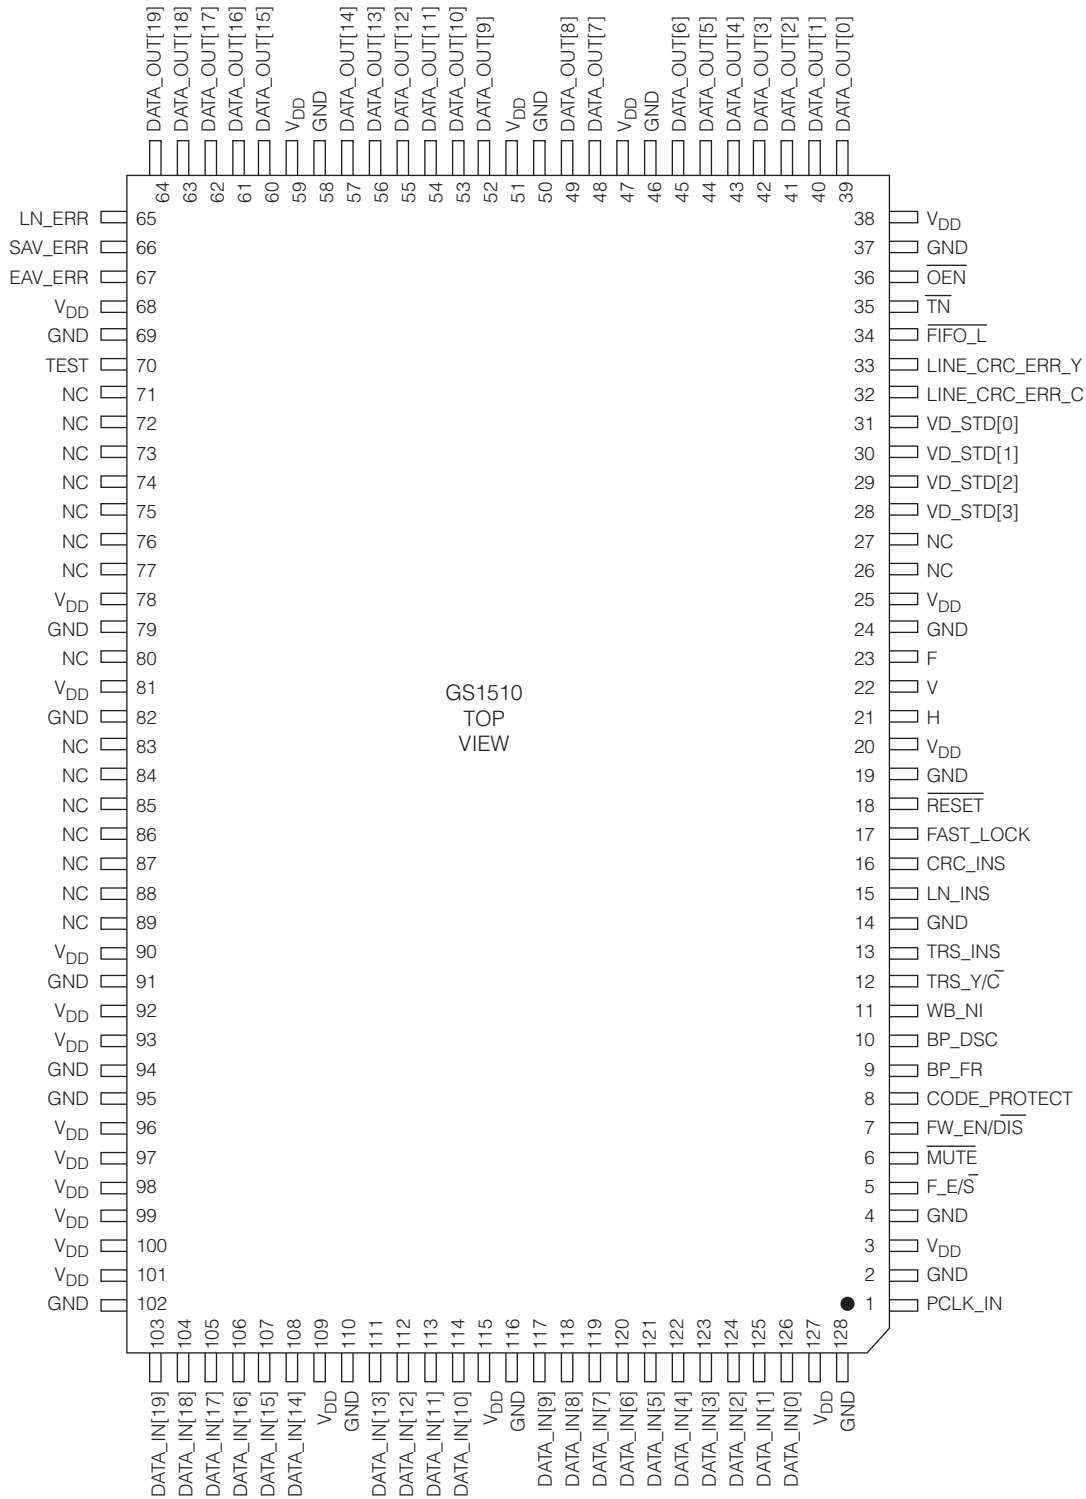 DATA_OUT[19]
DATA_OUT[18]
DATA_OUT[17]
DATA_OUT[16]
DATA_OUT[15]
VDD
GND
DATA_OUT[14]
DATA_OUT[13]
DATA_OUT[12]
DATA_OUT[11]
DATA_OUT[10]
DATA_OUT[9]
VDD
GND
DATA_OUT[8]
DATA_OUT[7]
VDD
GND
DATA_OUT[6]
DATA_OUT[5]
DATA_OUT[4]
DATA_OUT[3]
DATA_OUT[2]
DATA_OUT[1]
DATA_OUT[0]
64
63
62
61
60
59
58
57
56
55
54
53
52
51
50
49
48
47
46
45
44
43
42
41
40
39
LN_ERR 65
SAV_ERR 66
EAV_ERR 67
VDD 68
GND 69
TEST 70
NC 71
NC 72
NC 73
NC 74
NC 75
NC 76
NC 77
VDD 78
GND 79
NC 80
VDD 81
GND 82
NC 83
NC 84
NC 85
NC 86
NC 87
NC 88
NC 89
VDD 90
GND 91
VDD 92
VDD 93
GND 94
GND 95
VDD 96
VDD 97
VDD 98
VDD 99
VDD 100
VDD 101
GND 102
GS1510
TOP
VIEW
38 VDD
37 GND
36 OEN
35 TN
34 FIFO_L
33 LINE_CRC_ERR_Y
32 LINE_CRC_ERR_C
31 VD_STD[0]
30 VD_STD[1]
29 VD_STD[2]
28 VD_STD[3]
27 NC
26 NC
25 VDD
24 GND
23 F
22 V
21 H
20 VDD
19 GND
18 RESET
17 FAST_LOCK
16 CRC_INS
15 LN_INS
14 GND
13 TRS_INS
12 TRS_Y/C
11 WB_NI
10 BP_DSC
9 BP_FR
8 CODE_PROTECT
7 FW_EN/DIS
6 MUTE
5 F_E/S
4 GND
3 VDD
2 GND
1 PCLK_IN
103
104
105
106
107
108
109
110
111
112
113
114
115
116
117
118
119
120
121
122
123
124
125
126
127
128
DATA_IN[19]
DATA_IN[18]
DATA_IN[17]
DATA_IN[16]
DATA_IN[15]
DATA_IN[14]
VDD
GND
DATA_IN[13]
DATA_IN[12]
DATA_IN[11]
DATA_IN[10]
VDD
GND
DATA_IN[9]
DATA_IN[8]
DATA_IN[7]
DATA_IN[6]
DATA_IN[5]
DATA_IN[4]
DATA_IN[3]
DATA_IN[2]
DATA_IN[1]
DATA_IN[0]
VDD
GND